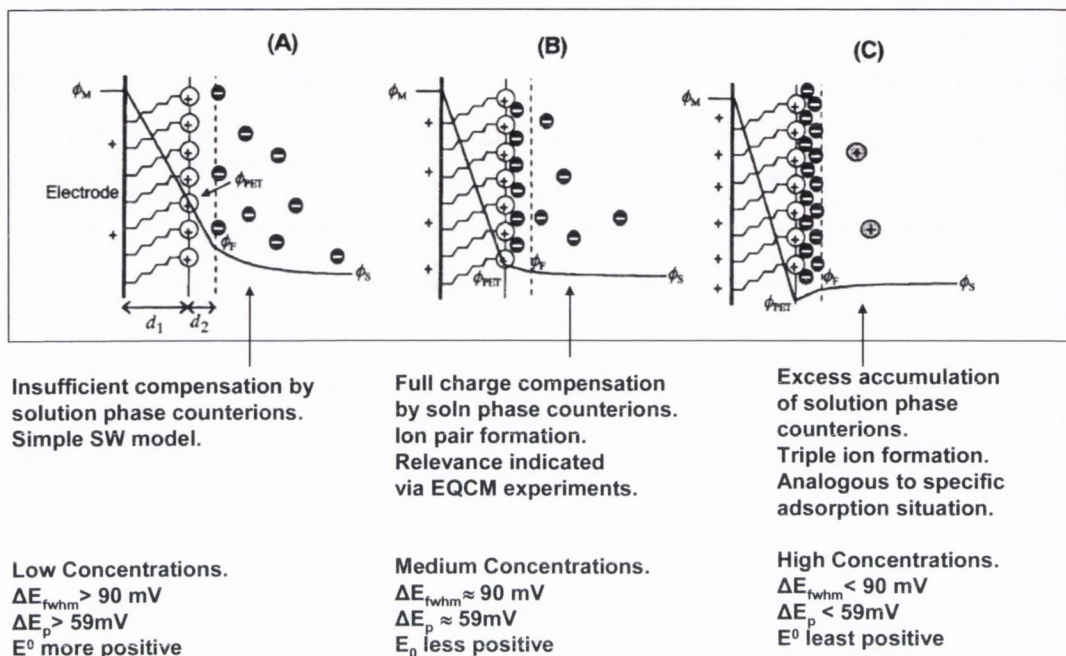 (A)
(B)
(C)
ϕM
ϕM
ϕM
Electrode
ϕPET
ϕF
ϕS
ϕPET
ϕF
ϕS
ϕPET
ϕF
ϕS
d1
d2
Insufficient compensation by
solution phase counterions.
Simple SW model.
Low Concentrations.
ΔEfwhm> 90 mV
ΔEp> 59mV
E0 more positive
Full charge compensation
by soln phase counterions.
Ion pair formation.
Relevance indicated
via EQCM experiments.
Medium Concentrations.
ΔEfwhm≈ 90 mV
ΔEp ≈ 59mV
E0 less positive
Excess accumulation
of solution phase
counterions.
Triple ion formation.
Analogous to specific
adsorption situation.
High Concentrations.
ΔEfwhm< 90 mV
ΔEp < 59mV
E0 least positive